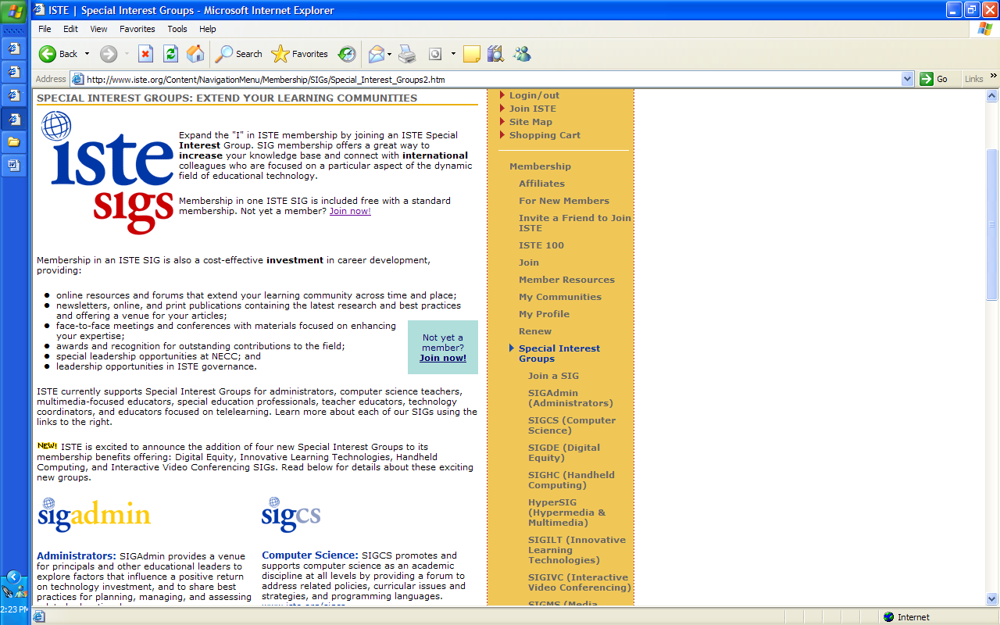 ISTE | Special Interest Groups - Microsoft Internet Explorer
File Edit View Favorites Tools Help
Back Search Favorites
Address http://www.iste.org/Content/NavigationMenu/Membership/SIGs/Special_Interest_Groups2.htm Go Links »
SPECIAL INTEREST GROUPS: EXTEND YOUR LEARNING COMMUNITIES
iste
sigs
Expand the "I" in ISTE membership by joining an ISTE Special
Interest Group. SIG membership offers a great way to
increase your knowledge base and connect with international
colleagues who are focused on a particular aspect of the dynamic
field of educational technology.
Membership in one ISTE SIG is included free with a standard
membership. Not yet a member? Join now!
Membership in an ISTE SIG is also a cost-effective investment in career development,
providing:
● online resources and forums that extend your learning community across time and place;
● newsletters, online, and print publications containing the latest research and best practices
and offering a venue for your articles;
● face-to-face meetings and conferences with materials focused on enhancing
your expertise;
● awards and recognition for outstanding contributions to the field;
● special leadership opportunities at NECC; and
● leadership opportunities in ISTE governance.
Not yet a
member?
Join now!
ISTE currently supports Special Interest Groups for administrators, computer science teachers,
multimedia-focused educators, special education professionals, teacher educators, technology
coordinators, and educators focused on telelearning. Learn more about each of our SIGs using the
links to the right.
NEW! ISTE is excited to announce the addition of four new Special Interest Groups to its
membership benefits offering: Digital Equity, Innovative Learning Technologies, Handheld
Computing, and Interactive Video Conferencing SIGs. Read below for details about these exciting
new groups.
sigadmin
Administrators: SIGAdmin provides a venue
for principals and other educational leaders to
explore factors that influence a positive return
on technology investment, and to share best
practices for planning, managing, and assessing
sigcs
Computer Science: SIGCS promotes and
supports computer science as an academic
discipline at all levels by providing a forum to
address related policies, curricular issues and
strategies, and programming languages.
www.iste.org/sigcs
Login/out
Join ISTE
Site Map
Shopping Cart
Membership
Affiliates
For New Members
Invite a Friend to Join
ISTE
ISTE 100
Join
Member Resources
My Communities
My Profile
Renew
Special Interest
Groups
Join a SIG
SIGAdmin
(Administrators)
SIGCS (Computer
Science)
SIGDE (Digital
Equity)
SIGHC (Handheld
Computing)
HyperSIG
(Hypermedia &
Multimedia)
SIGILT (Innovative
Learning
Technologies)
SIGIVC (Interactive
Video Conferencing)
SIGMS (Media
2:23 PM
Internet